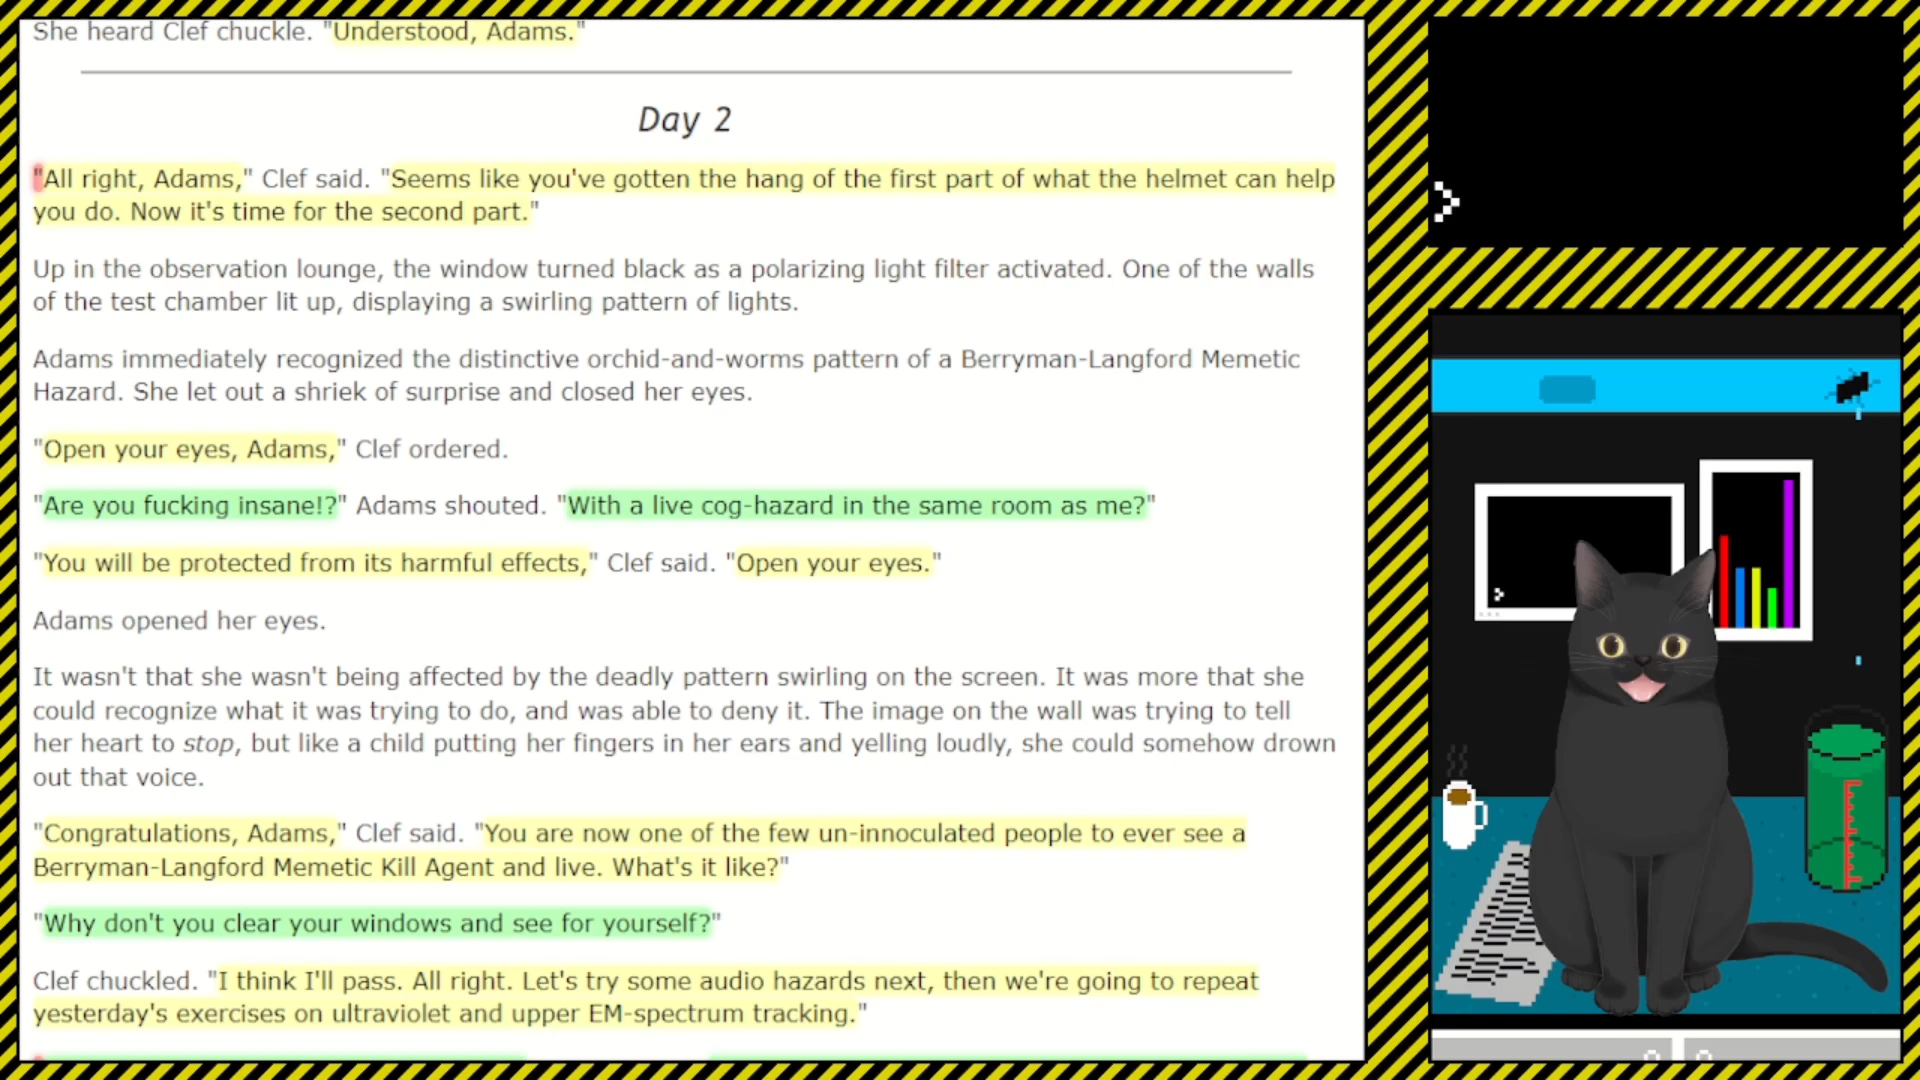 She heard Clef chuckle. "Understood, Adams."
Day 2
"All right, Adams," Clef said. "Seems like you've gotten the hang of the first part of what the helmet can help
you do. Now it's time for the second part."
Up in the observation lounge, the window turned black as a polarizing light filter activated. One of the walls
of the test chamber lit up, displaying a swirling pattern of lights.
Adams immediately recognized the distinctive orchid-and-worms pattern of a Berryman-Langford Memetic
Hazard. She let out a shriek of surprise and closed her eyes.
"Open your eyes, Adams," Clef ordered.
"Are you fucking insane!?" Adams shouted. "With a live cog-hazard in the same room as me?"
"You will be protected from its harmful effects," Clef said. "Open your eyes."
Adams opened her eyes.
It wasn't that she wasn't being affected by the deadly pattern swirling on the screen. It was more that she
could recognize what it was trying to do, and was able to deny it. The image on the wall was trying to tell
her heart to stop, but like a child putting her fingers in her ears and yelling loudly, she could somehow drown
out that voice.
"Congratulations, Adams," Clef said. "You are now one of the few un-innoculated people to ever see a
Berryman-Langford Memetic Kill Agent and live. What's it like?"
"Why don't you clear your windows and see for yourself?"
Clef chuckled. "I think I'll pass. All right. Let's try some audio hazards next, then we're going to repeat
yesterday's exercises on ultraviolet and upper EM-spectrum tracking."